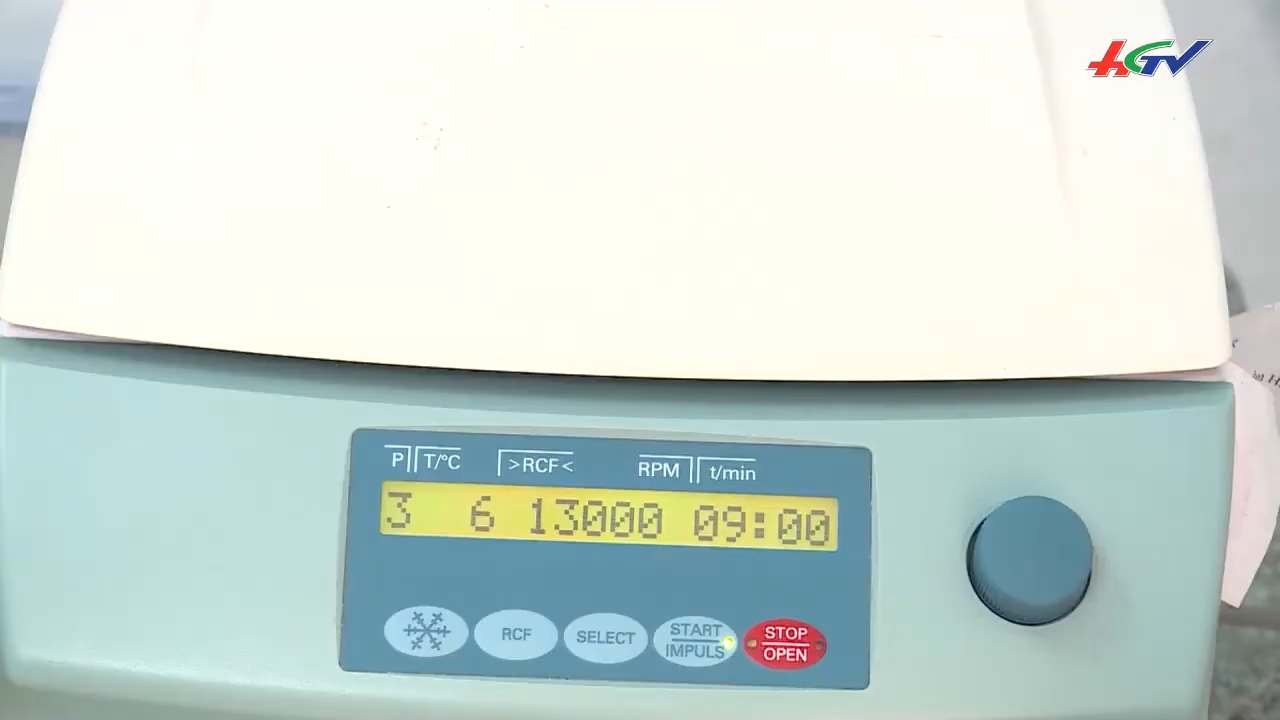 HGTV
P T/°C >RCF< RPM t/min
3 6 13000 09:00
RCF SELECT START IMPULS STOP OPEN